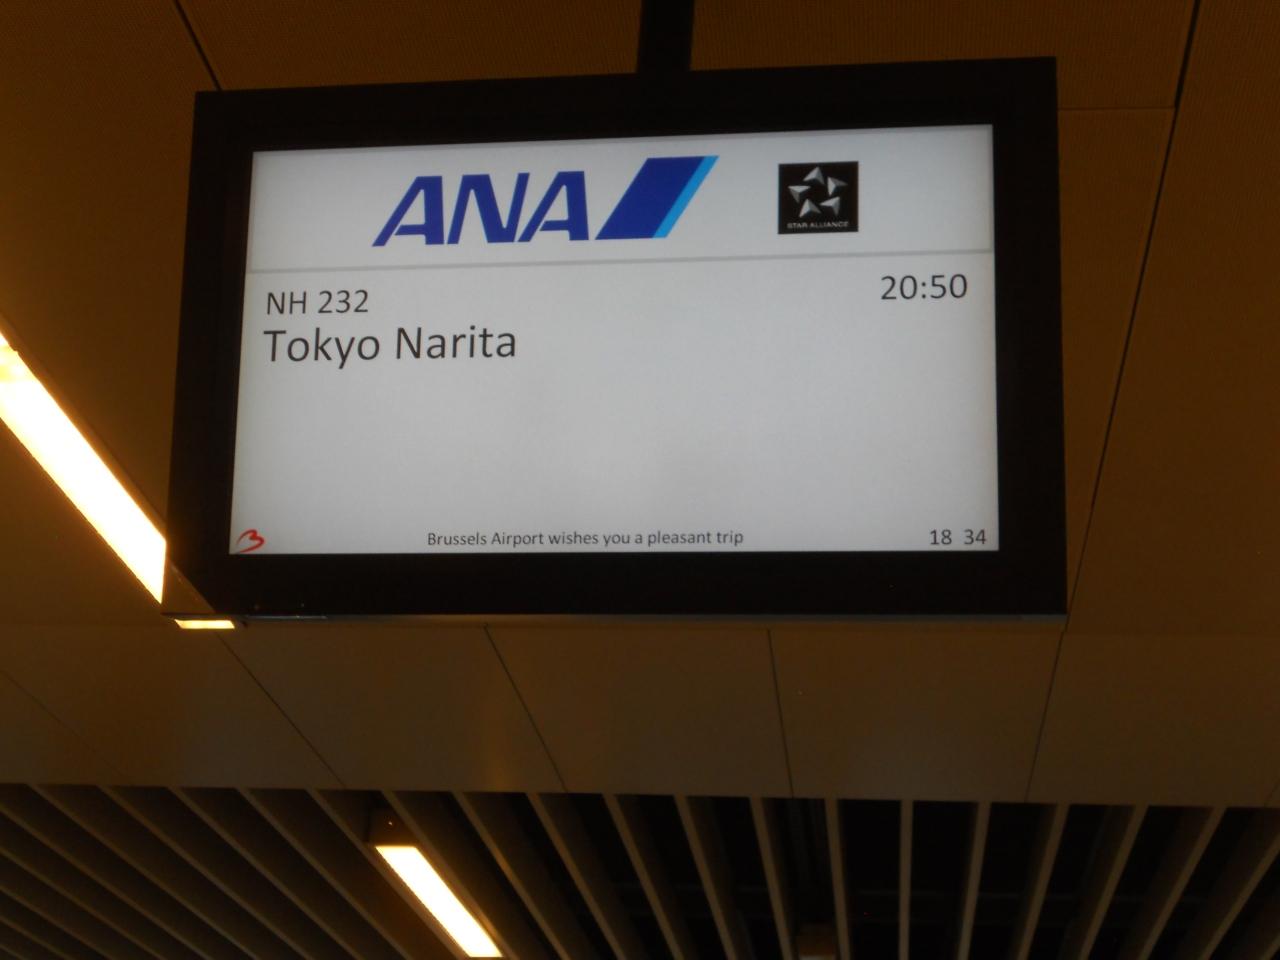 ANA
STAR ALLIANCE
NH 232
20:50
Tokyo Narita
Brussels Airport wishes you a pleasant trip
18 34